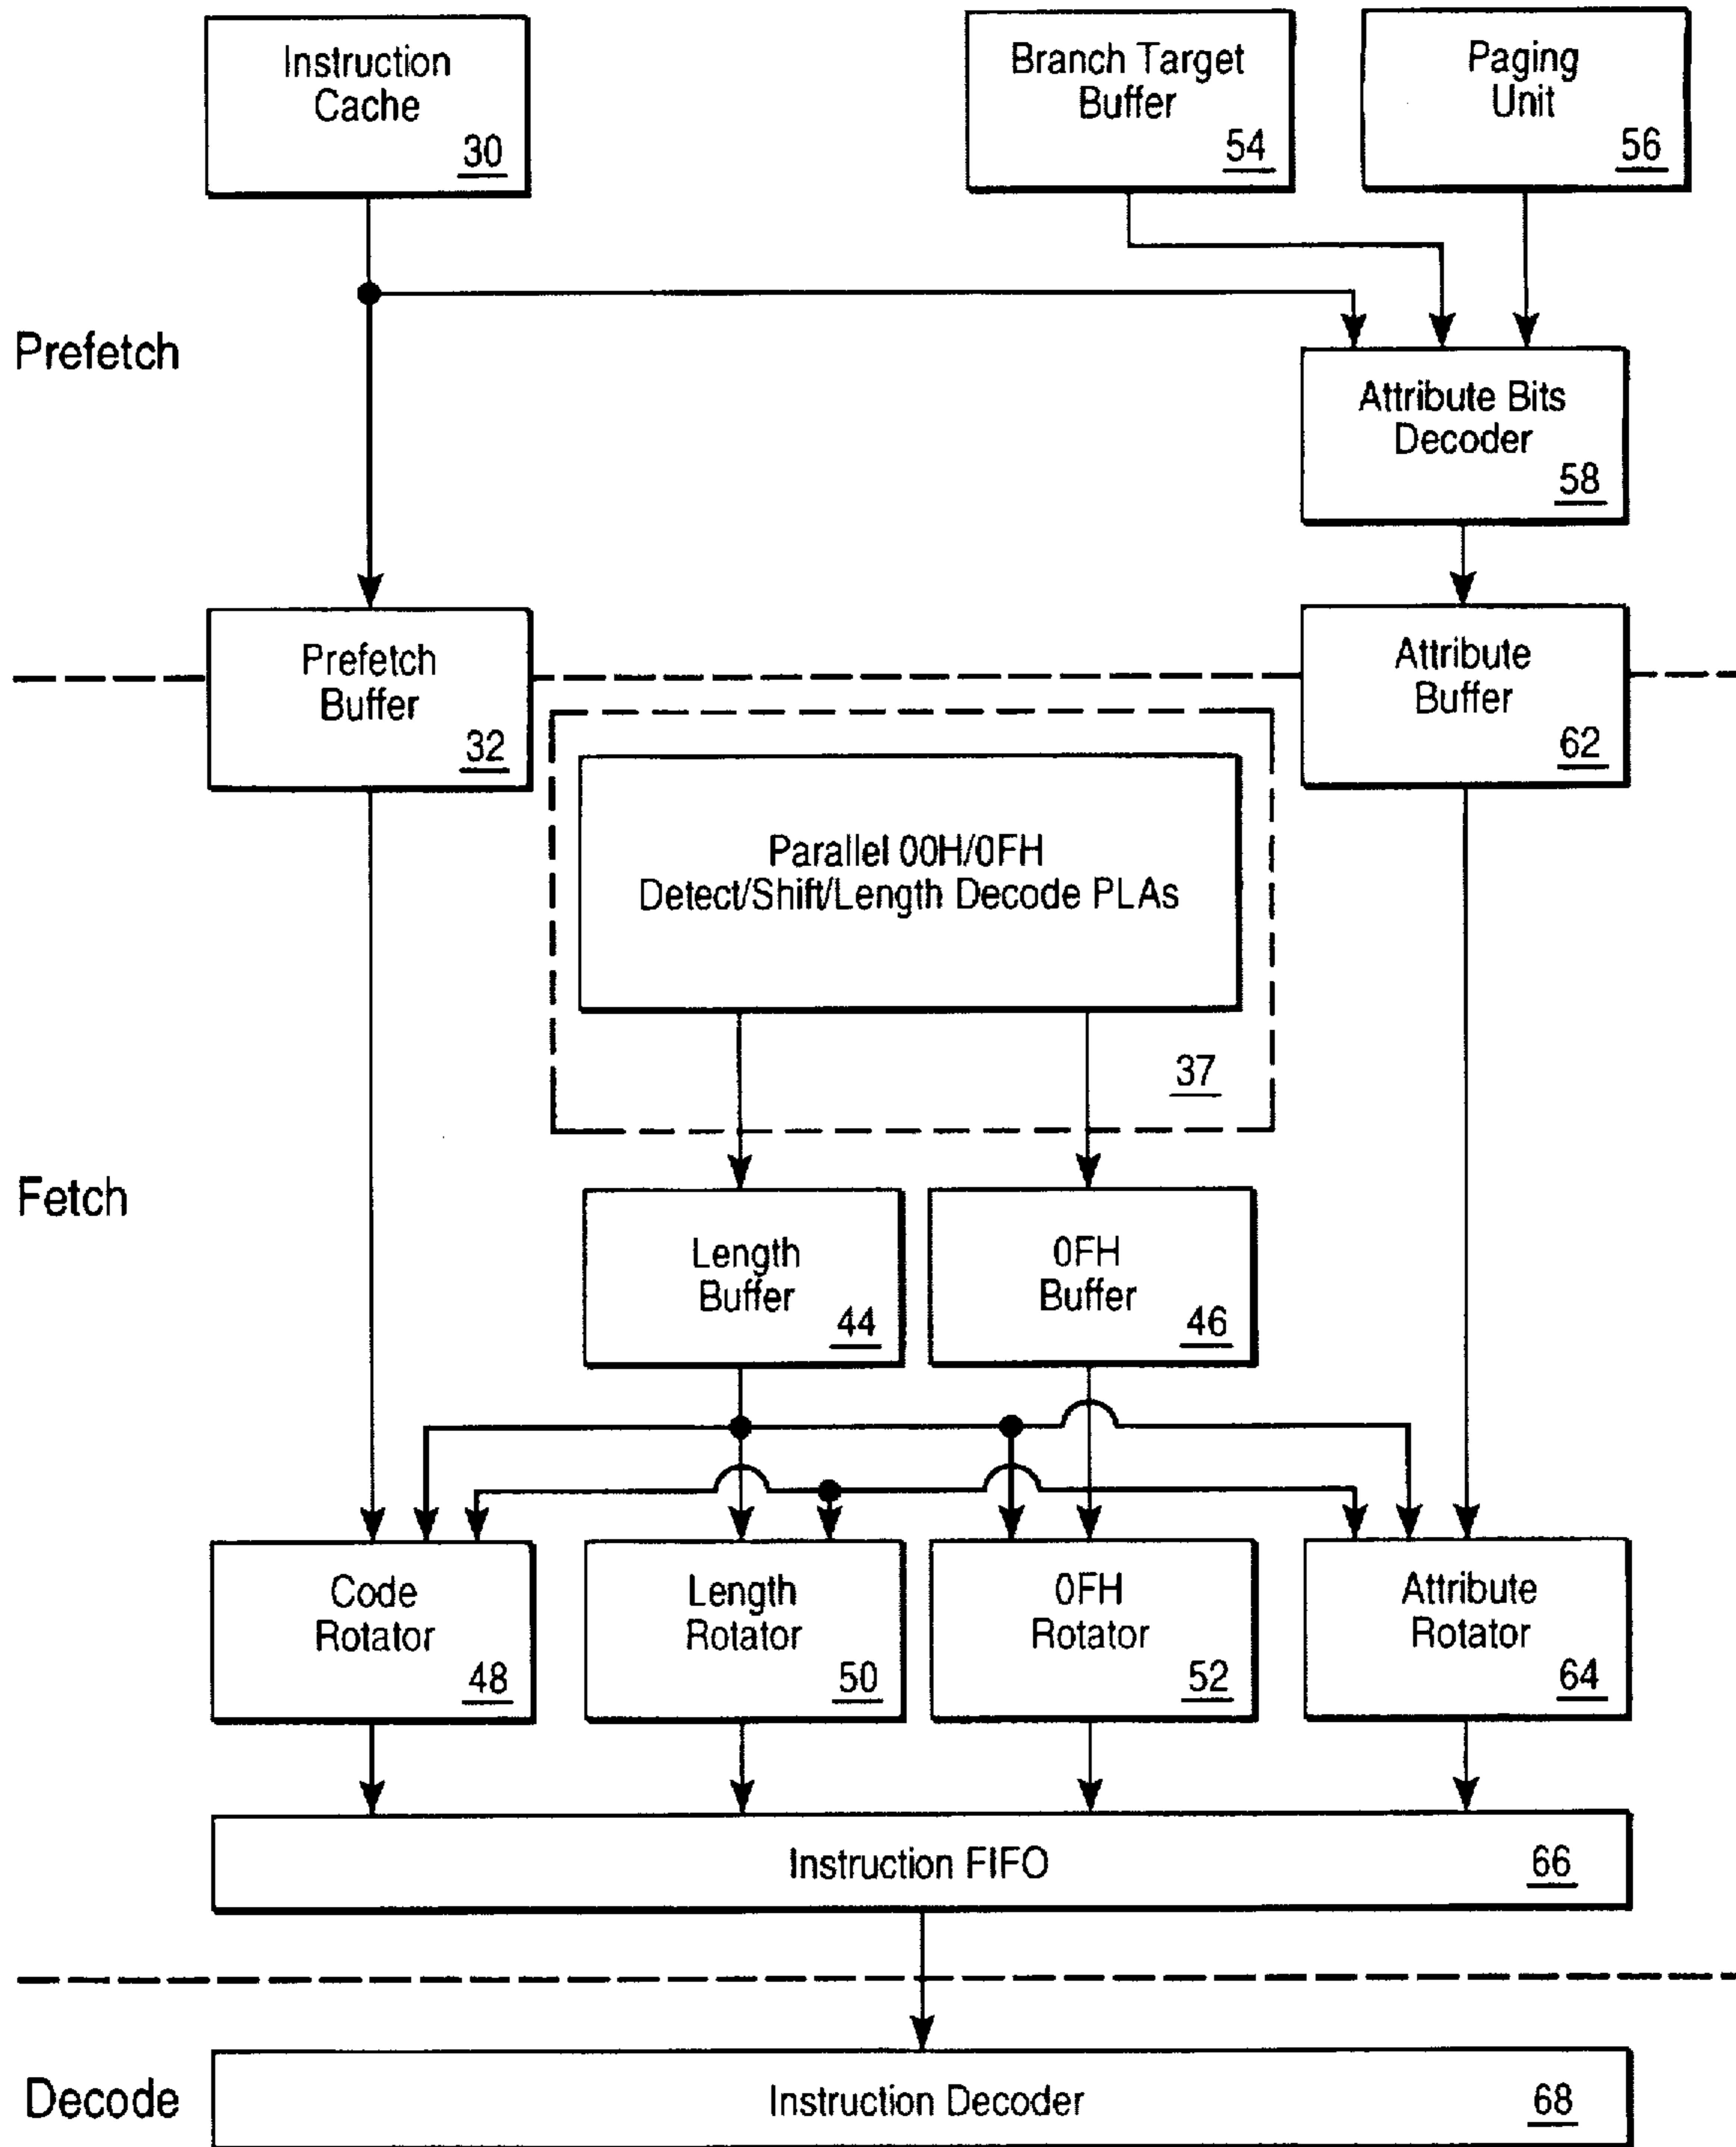 Instruction
Cache
30
Branch Target
Buffer
54
Paging
Unit
56
Prefetch
Attribute Bits
Decoder
58
Prefetch
Buffer
32
Attribute
Buffer
62
Parallel 00H/0FH
Detect/Shift/Length Decode PLAs
37
Fetch
Length
Buffer
44
0FH
Buffer
46
Code
Rotator
48
Length
Rotator
50
0FH
Rotator
52
Attribute
Rotator
64
Instruction FIFO
66
Decode
Instruction Decoder
68